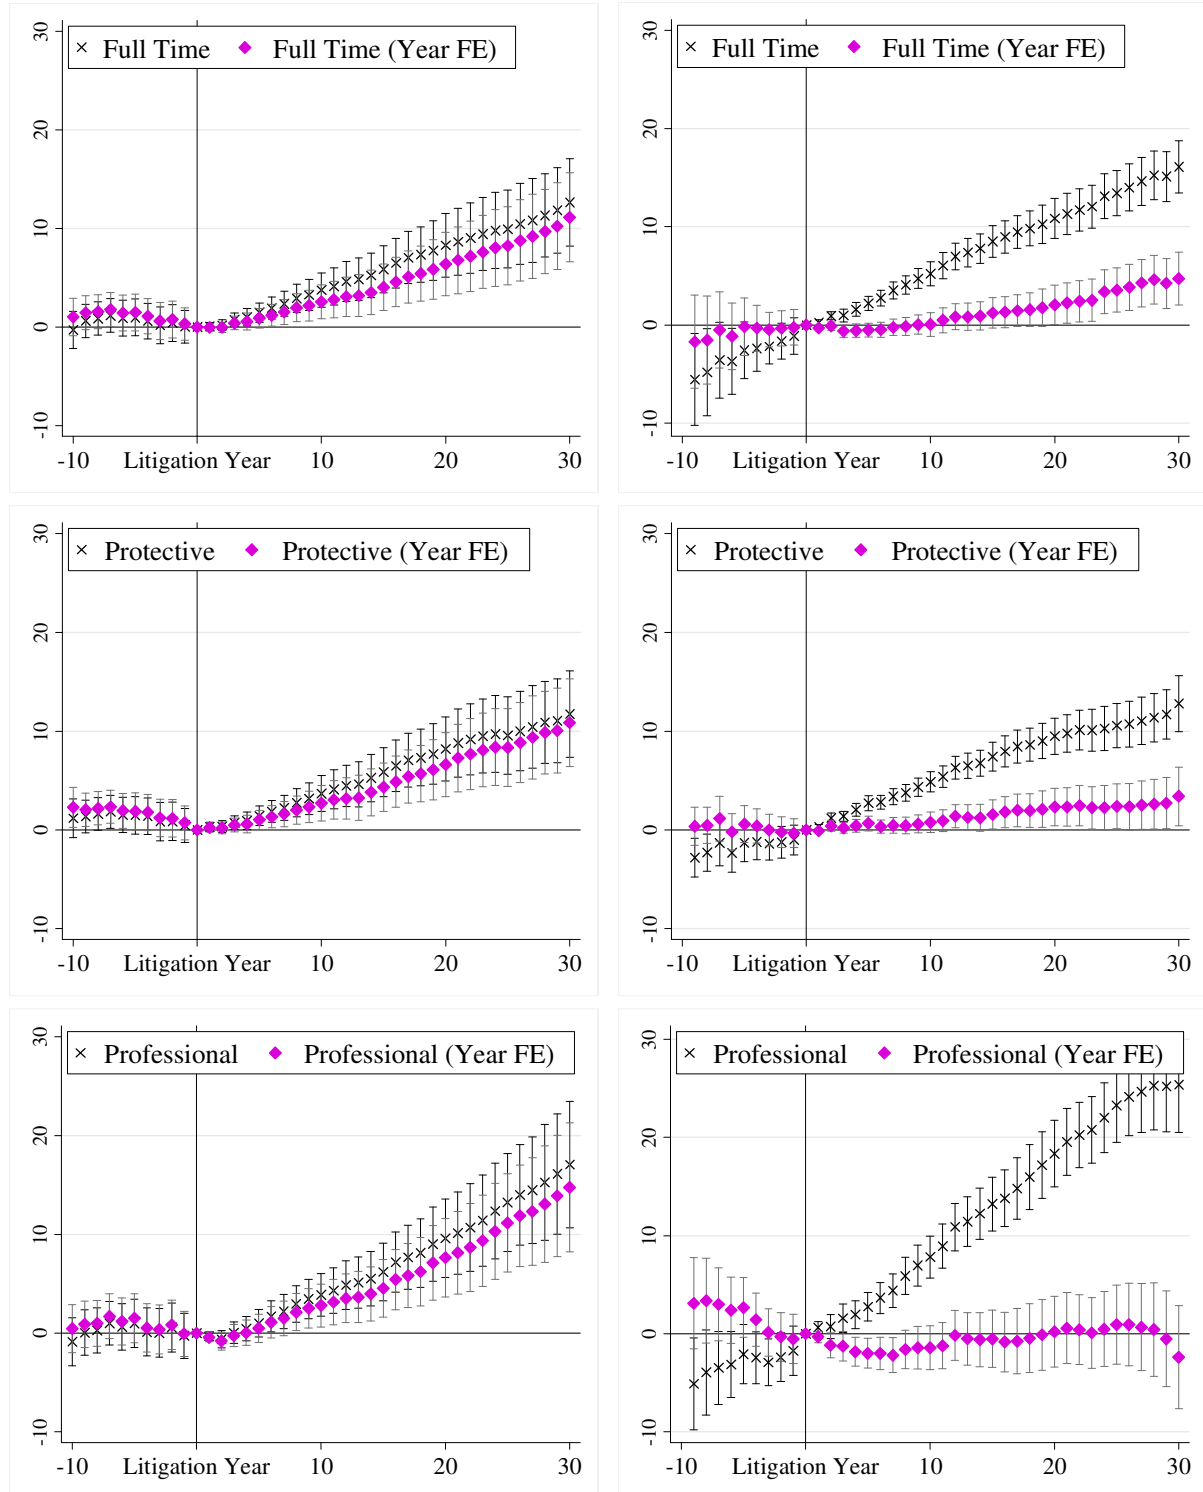 × Full Time ◆ Full Time (Year FE)
30
20
10
0
-10
-10 Litigation Year 10 20 30
× Full Time ◆ Full Time (Year FE)
30
20
10
0
-10
-10 Litigation Year 10 20 30
× Protective ◆ Protective (Year FE)
30
20
10
0
-10
-10 Litigation Year 10 20 30
× Protective ◆ Protective (Year FE)
30
20
10
0
-10
-10 Litigation Year 10 20 30
× Professional ◆ Professional (Year FE)
30
20
10
0
-10
-10 Litigation Year 10 20 30
× Professional ◆ Professional (Year FE)
30
20
10
0
-10
-10 Litigation Year 10 20 30